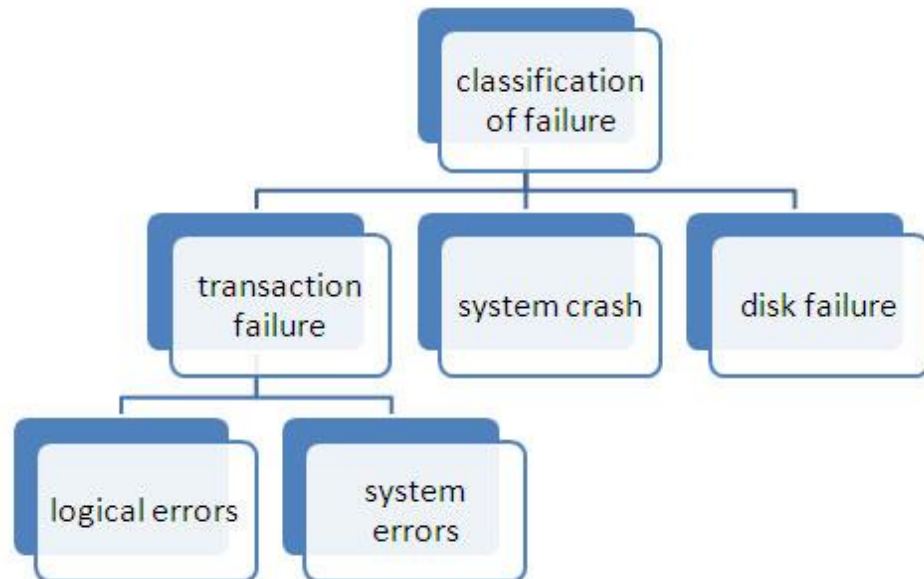 classification
of failure
transaction
failure
system crash
disk failure
logical errors
system
errors